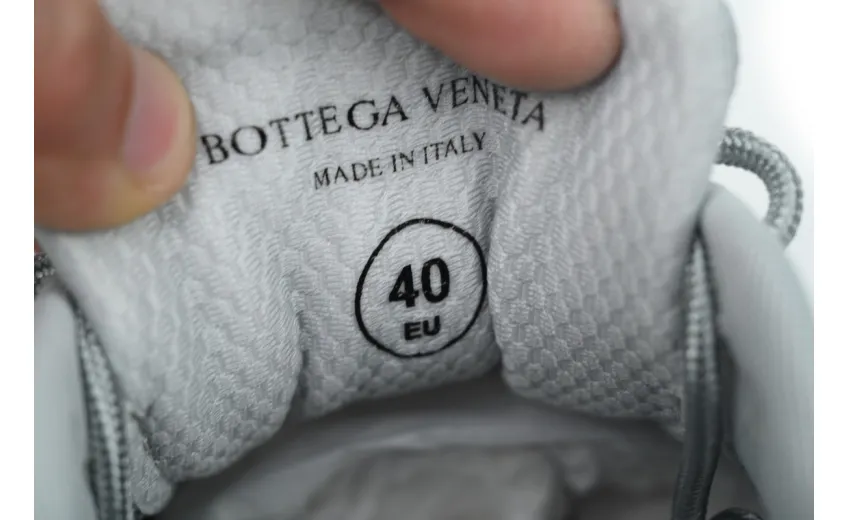 BOTTEGA VENETA
MADE IN ITALY
40
EU